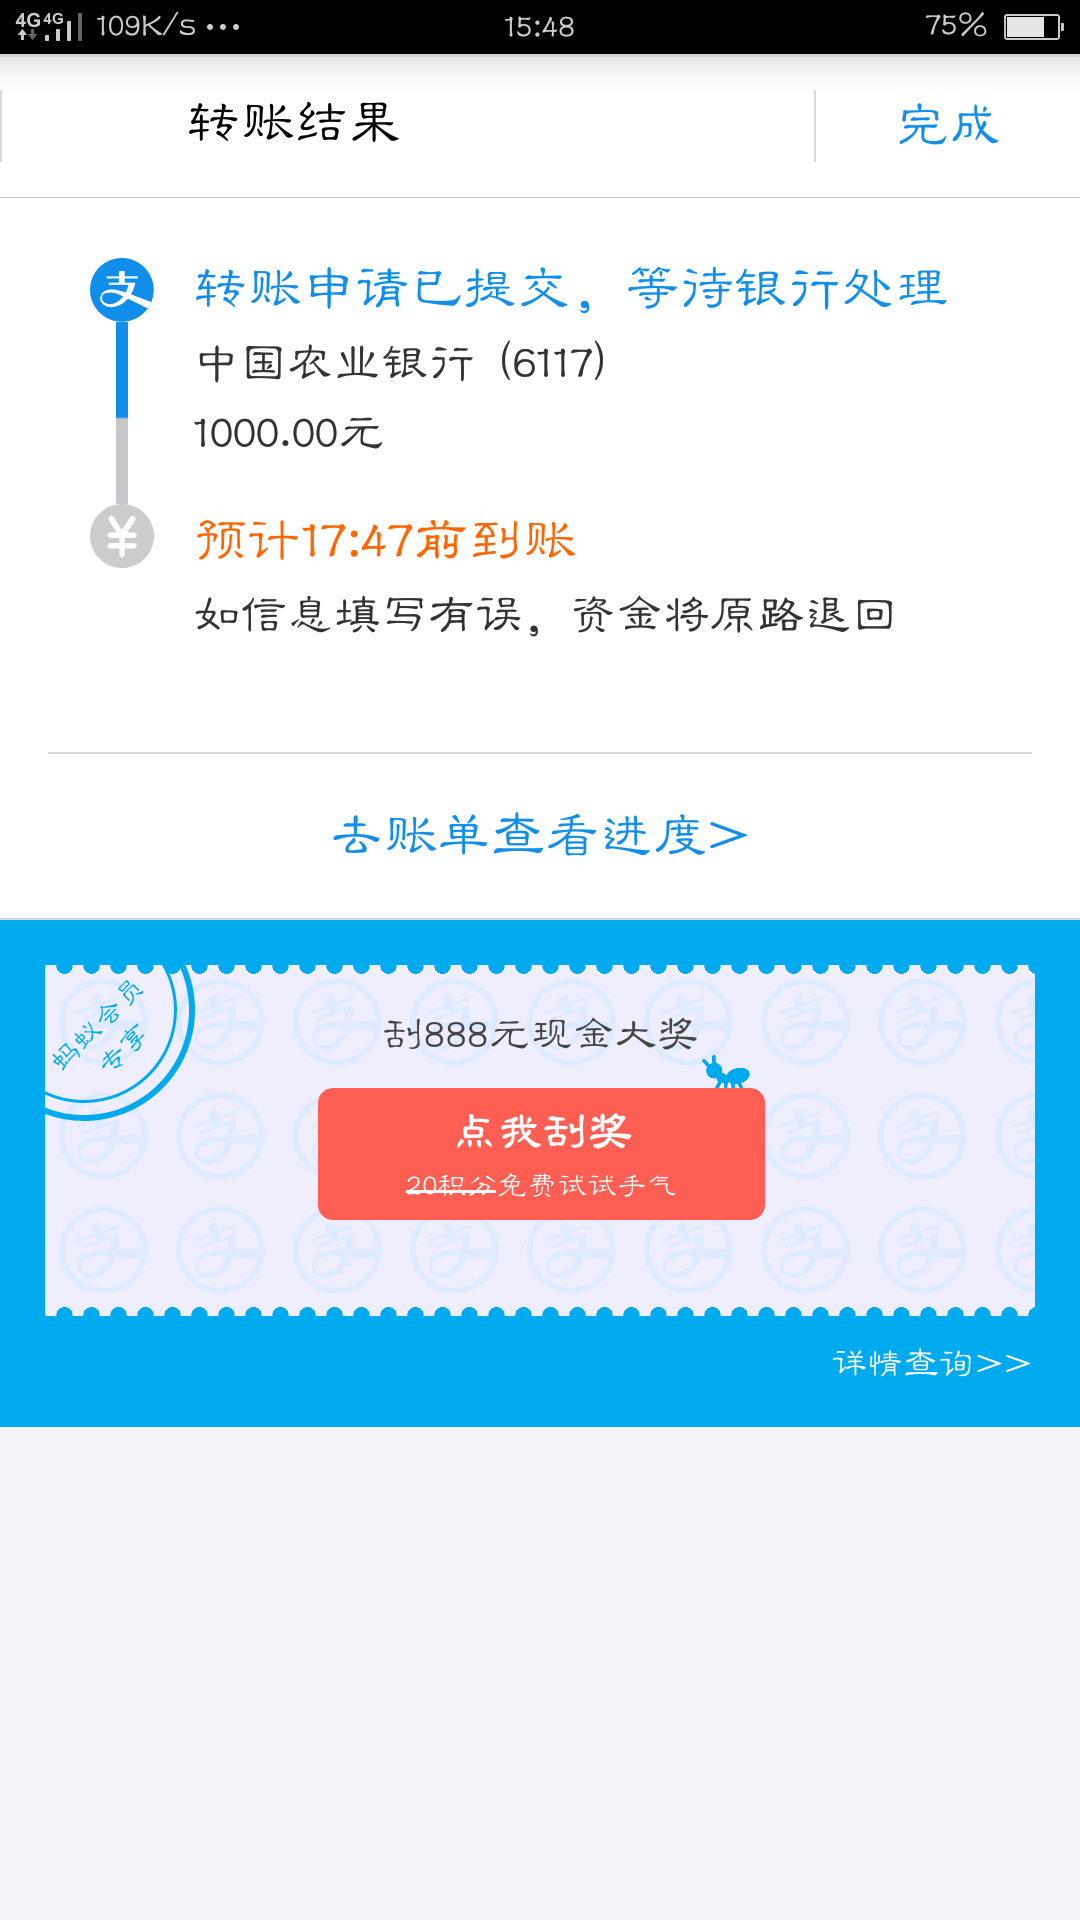 4G 4G 109K/s ... 15:48 75%
转账结果 完成
支
转账申请已提交，等待银行处理
中国农业银行 (6117)
1000.00元
¥
预计17:47前到账
如信息填写有误，资金将原路退回
去账单查看进度>
蚂蚁会员
专享
刮888元现金大奖
点我刮奖
20积分免费试试手气
详情查询>>